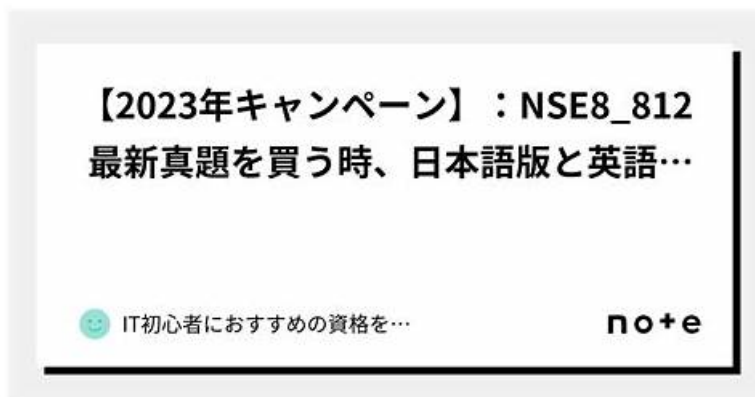 【2023年キャンペーン】：NSE8_812
最新真題を買う時、日本語版と英語…
IT初心者におすすめの資格を…
note